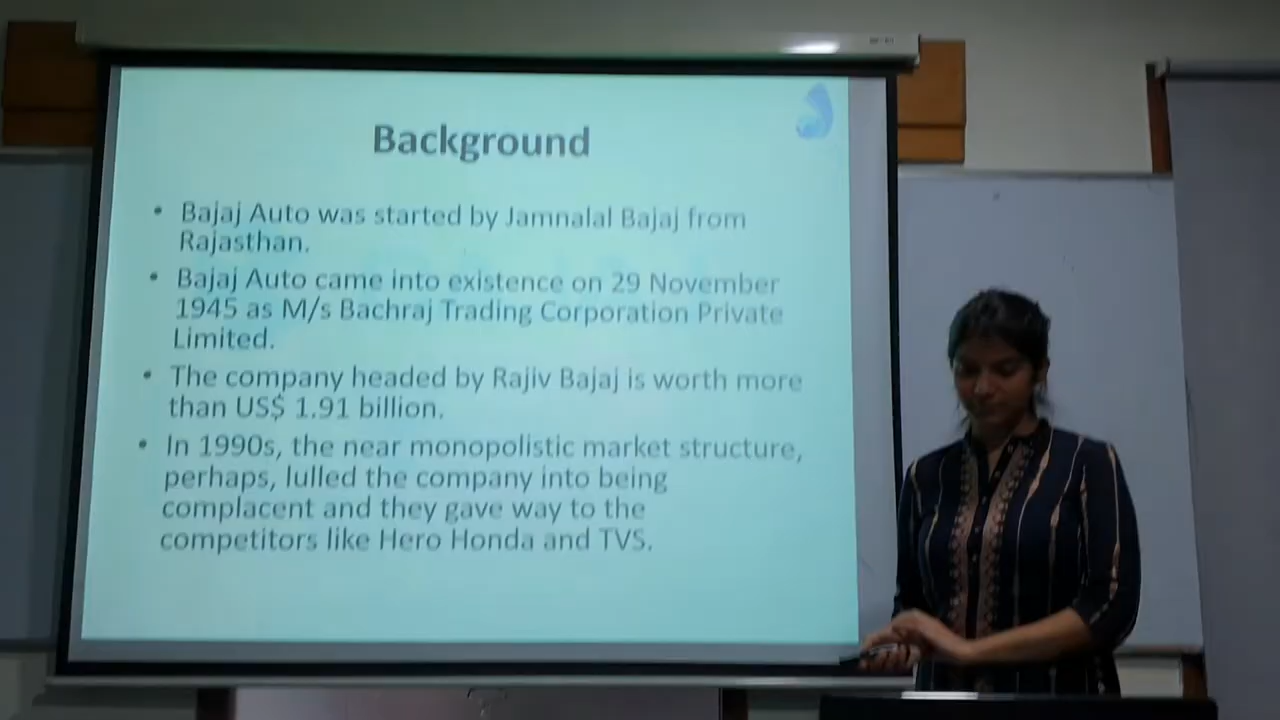 Background
• Bajaj Auto was started by Jamnalal Bajaj from
Rajasthan.
• Bajaj Auto came into existence on 29 November
1945 as M/s Bachraj Trading Corporation Private
Limited.
• The company headed by Rajiv Bajaj is worth more
than US$ 1.91 billion.
• In 1990s, the near monopolistic market structure,
perhaps, lulled the company into being
complacent and they gave way to the
competitors like Hero Honda and TVS.